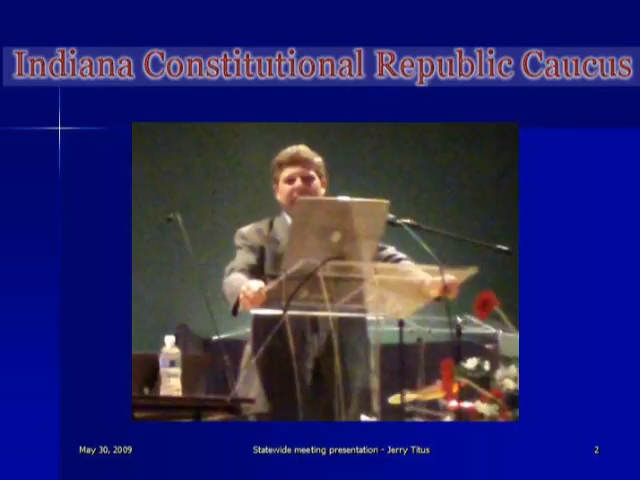 Indiana Constitutional Republic Caucus
May 30, 2009
Statewide meeting presentation - Jerry Titus
2